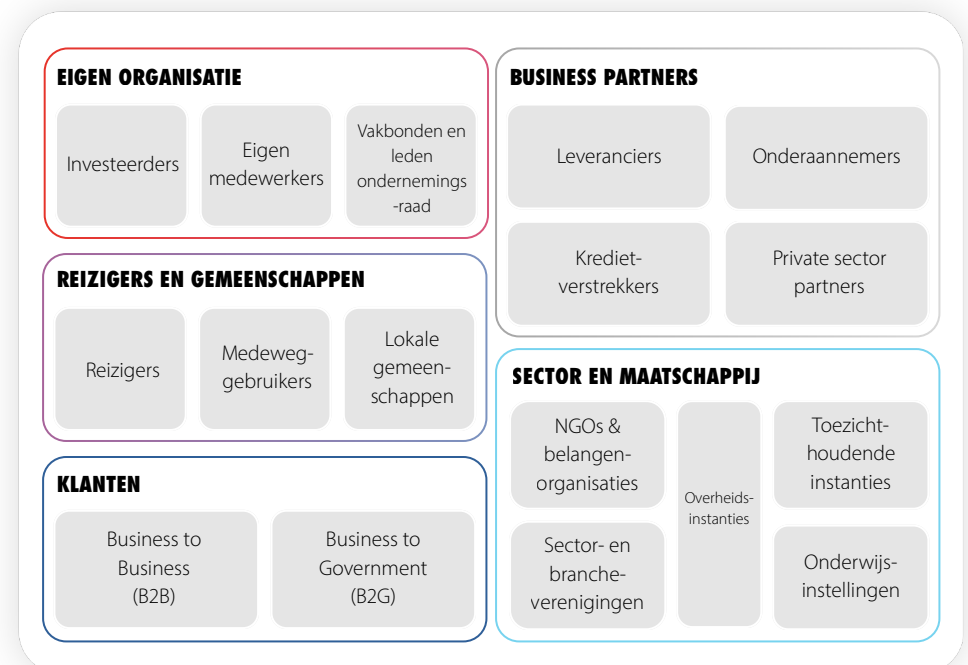 EIGEN ORGANISATIE
Investeerders
Eigen
medewerkers
Vakbonden en
leden
ondernemings
-raad
REIZIGERS EN GEMEENSCHAPPEN
Reizigers
Medeweg-
gebruikers
Lokale
gemeen-
schappen
KLANTEN
Business to
Business
(B2B)
Business to
Government
(B2G)
BUSINESS PARTNERS
Leveranciers
Onderaannemers
Krediet-
verstrekkers
Private sector
partners
SECTOR EN MAATSCHAPPIJ
NGOs &
belangen-
organisaties
Sector- en
branche-
verenigingen
Overheids-
instanties
Toezicht-
houdende
instanties
Onderwijs-
instellingen